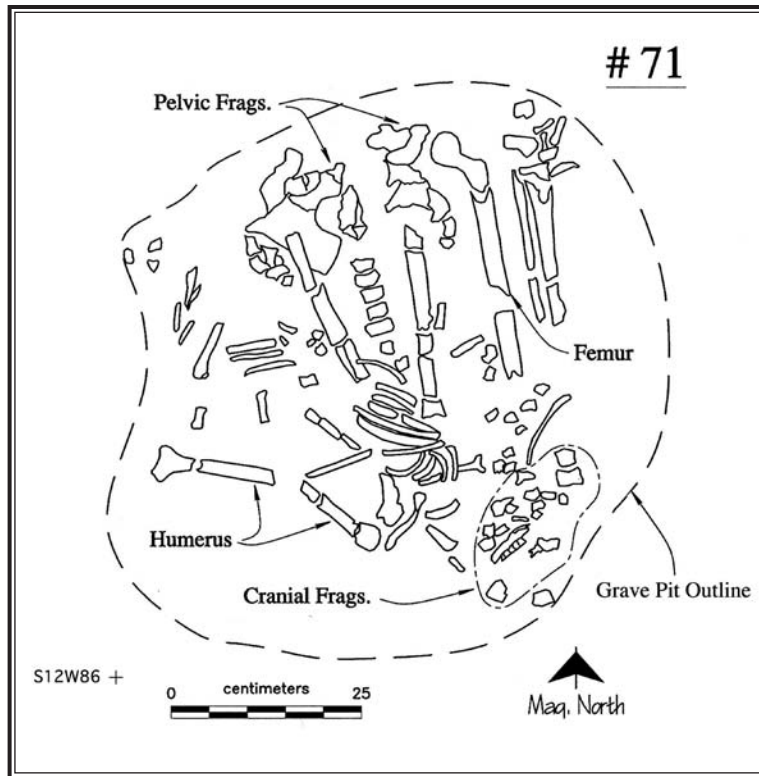 # 71
Pelvic Frags.
Femur
Humerus
Cranial Frags.
Grave Pit Outline
S12W86 +
0 centimeters 25
Mag. North